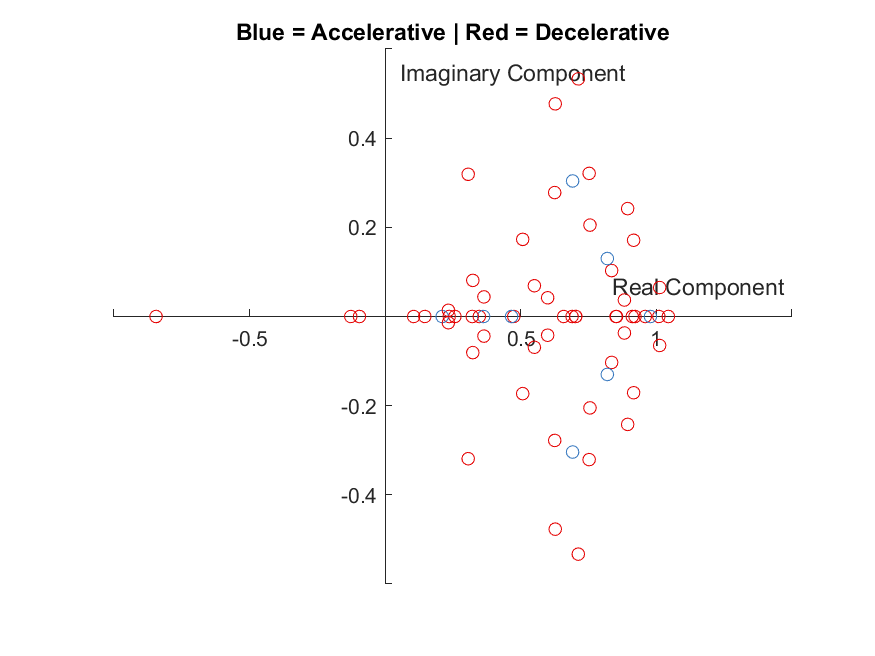 Blue = Accelerative | Red = Decelerative
Imaginary Component
0.4
0.2
Real Component
-0.5
0.5
1
-0.2
-0.4